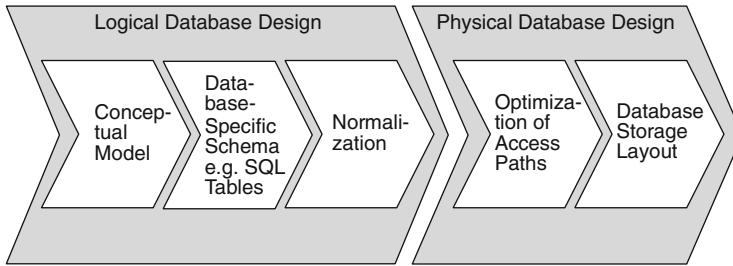 Logical Database Design
Physical Database Design
Concep-
tual
Model
Data-
base-
Specific
Schema
e.g. SQL
Tables
Normali-
zation
Optimiza-
tion of
Access
Paths
Database
Storage
Layout